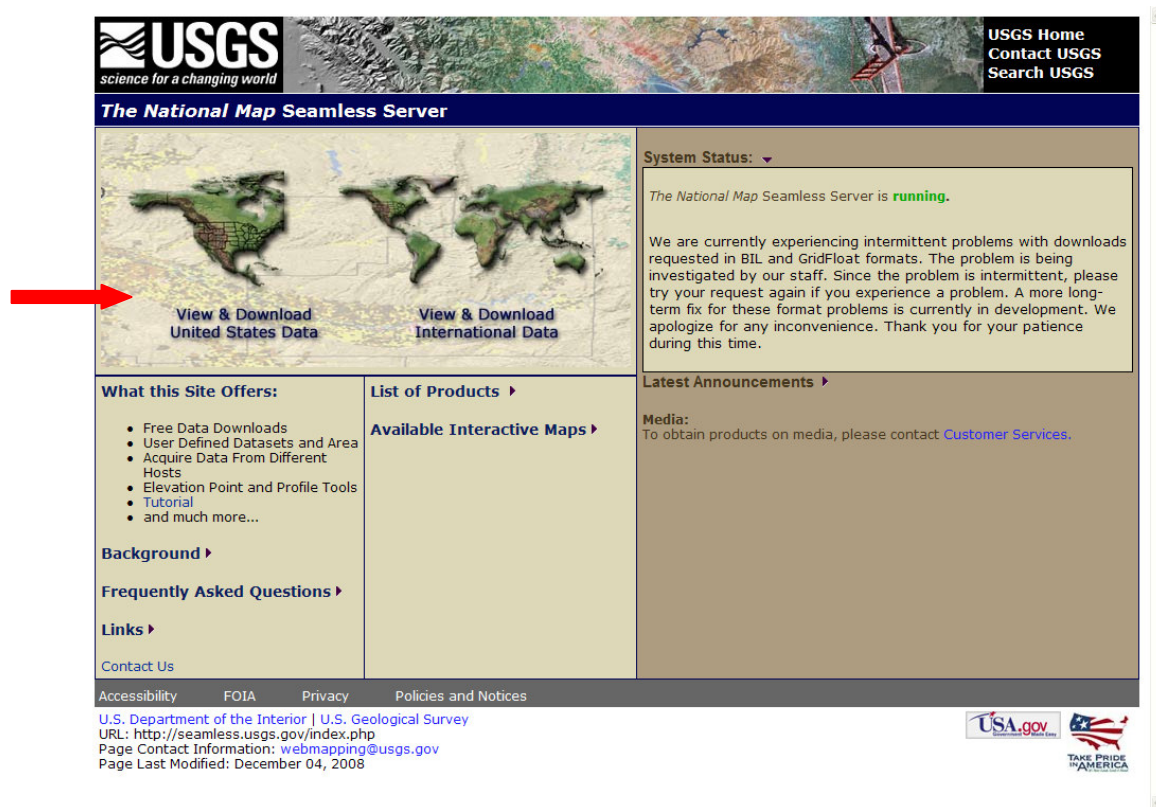 USGS
science for a changing world
USGS Home
Contact USGS
Search USGS
The National Map Seamless Server
View & Download
United States Data
View & Download
International Data
System Status:
The National Map Seamless Server is running.
We are currently experiencing intermittent problems with downloads
requested in BIL and GridFloat formats. The problem is being
investigated by our staff. Since the problem is intermittent, please
try your request again if you experience a problem. A more long-
term fix for these format problems is currently in development. We
apologize for any inconvenience. Thank you for your patience
during this time.
What this Site Offers:
• Free Data Downloads
• User Defined Datasets and Area
• Acquire Data From Different
Hosts
• Elevation Point and Profile Tools
• Tutorial
• and much more...
Background
Frequently Asked Questions
Links
Contact Us
List of Products
Available Interactive Maps
Latest Announcements
Media:
To obtain products on media, please contact Customer Services.
Accessibility FOIA Privacy Policies and Notices
U.S. Department of the Interior | U.S. Geological Survey
URL: http://seamless.usgs.gov/index.php
Page Contact Information: webmapping@usgs.gov
Page Last Modified: December 04, 2008
USA.gov
Government Made Easy
TAKE PRIDE
IN AMERICA